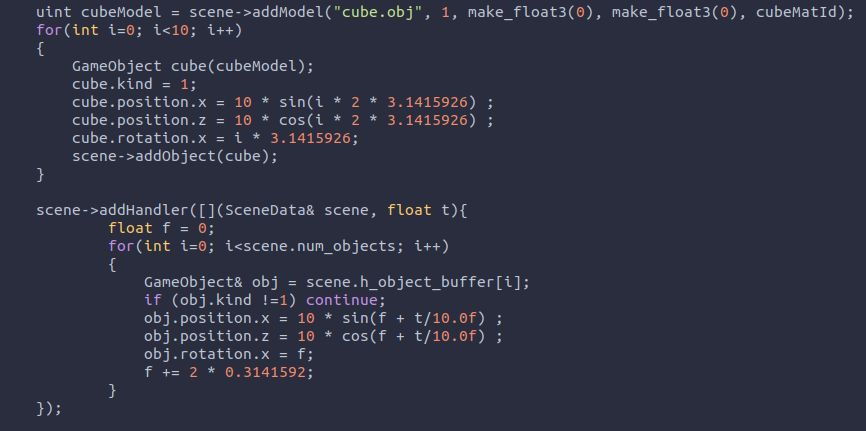 uint cubeModel = scene->addModel("cube.obj", 1, make_float3(0), make_float3(0), cubeMatId);
for(int i=0; i<10; i++)
{
    GameObject cube(cubeModel);
    cube.kind = 1;
    cube.position.x = 10 * sin(i * 2 * 3.1415926) ;
    cube.position.z = 10 * cos(i * 2 * 3.1415926) ;
    cube.rotation.x = i * 3.1415926;
    scene->addObject(cube);
}

scene->addHandler([](SceneData& scene, float t){
        float f = 0;
        for(int i=0; i<scene.num_objects; i++)
        {
            GameObject& obj = scene.h_object_buffer[i];
            if (obj.kind !=1) continue;
            obj.position.x = 10 * sin(f + t/10.0f) ;
            obj.position.z = 10 * cos(f + t/10.0f) ;
            obj.rotation.x = f;
            f += 2 * 0.3141592;
        }
});